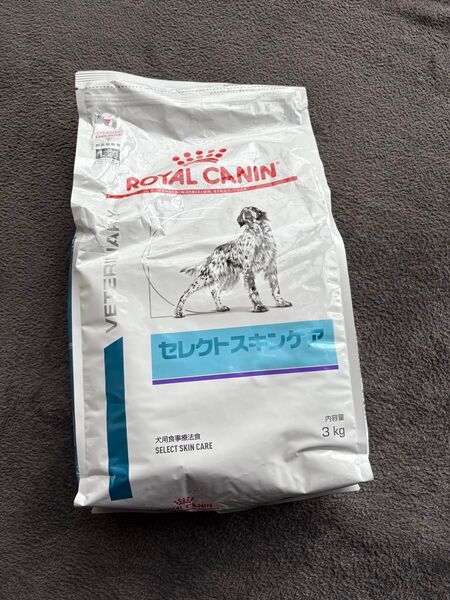 ROYAL CANIN
VETERINARY
セレクトスキンケア
犬用食事療法食
SELECT SKIN CARE
内容量
3 kg